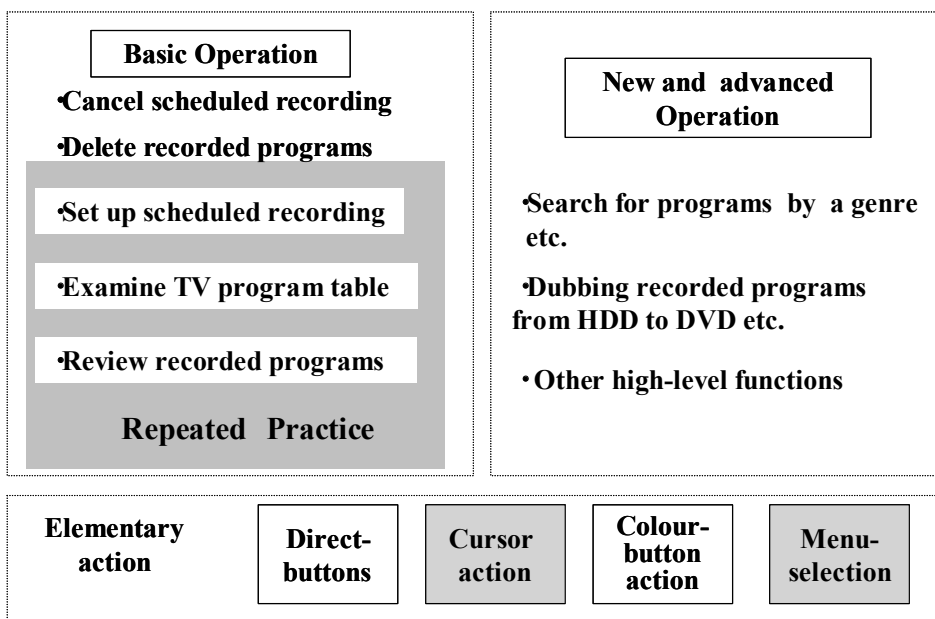 Basic Operation
·Cancel scheduled recording
·Delete recorded programs
·Set up scheduled recording
·Examine TV program table
·Review recorded programs
Repeated Practice
New and advanced
Operation
·Search for programs by a genre
etc.
·Dubbing recorded programs
from HDD to DVD etc.
· Other high-level functions
Elementary
action
Direct-
buttons
Cursor
action
Colour-
button
action
Menu-
selection